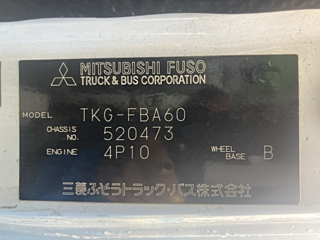 MITSUBISHI FUSO
TRUCK & BUS CORPORATION
MODEL TKG-FBA60
CHASSIS NO. 520473
ENGINE 4P10 WHEEL BASE B
三菱ふそうトラック・バス株式会社